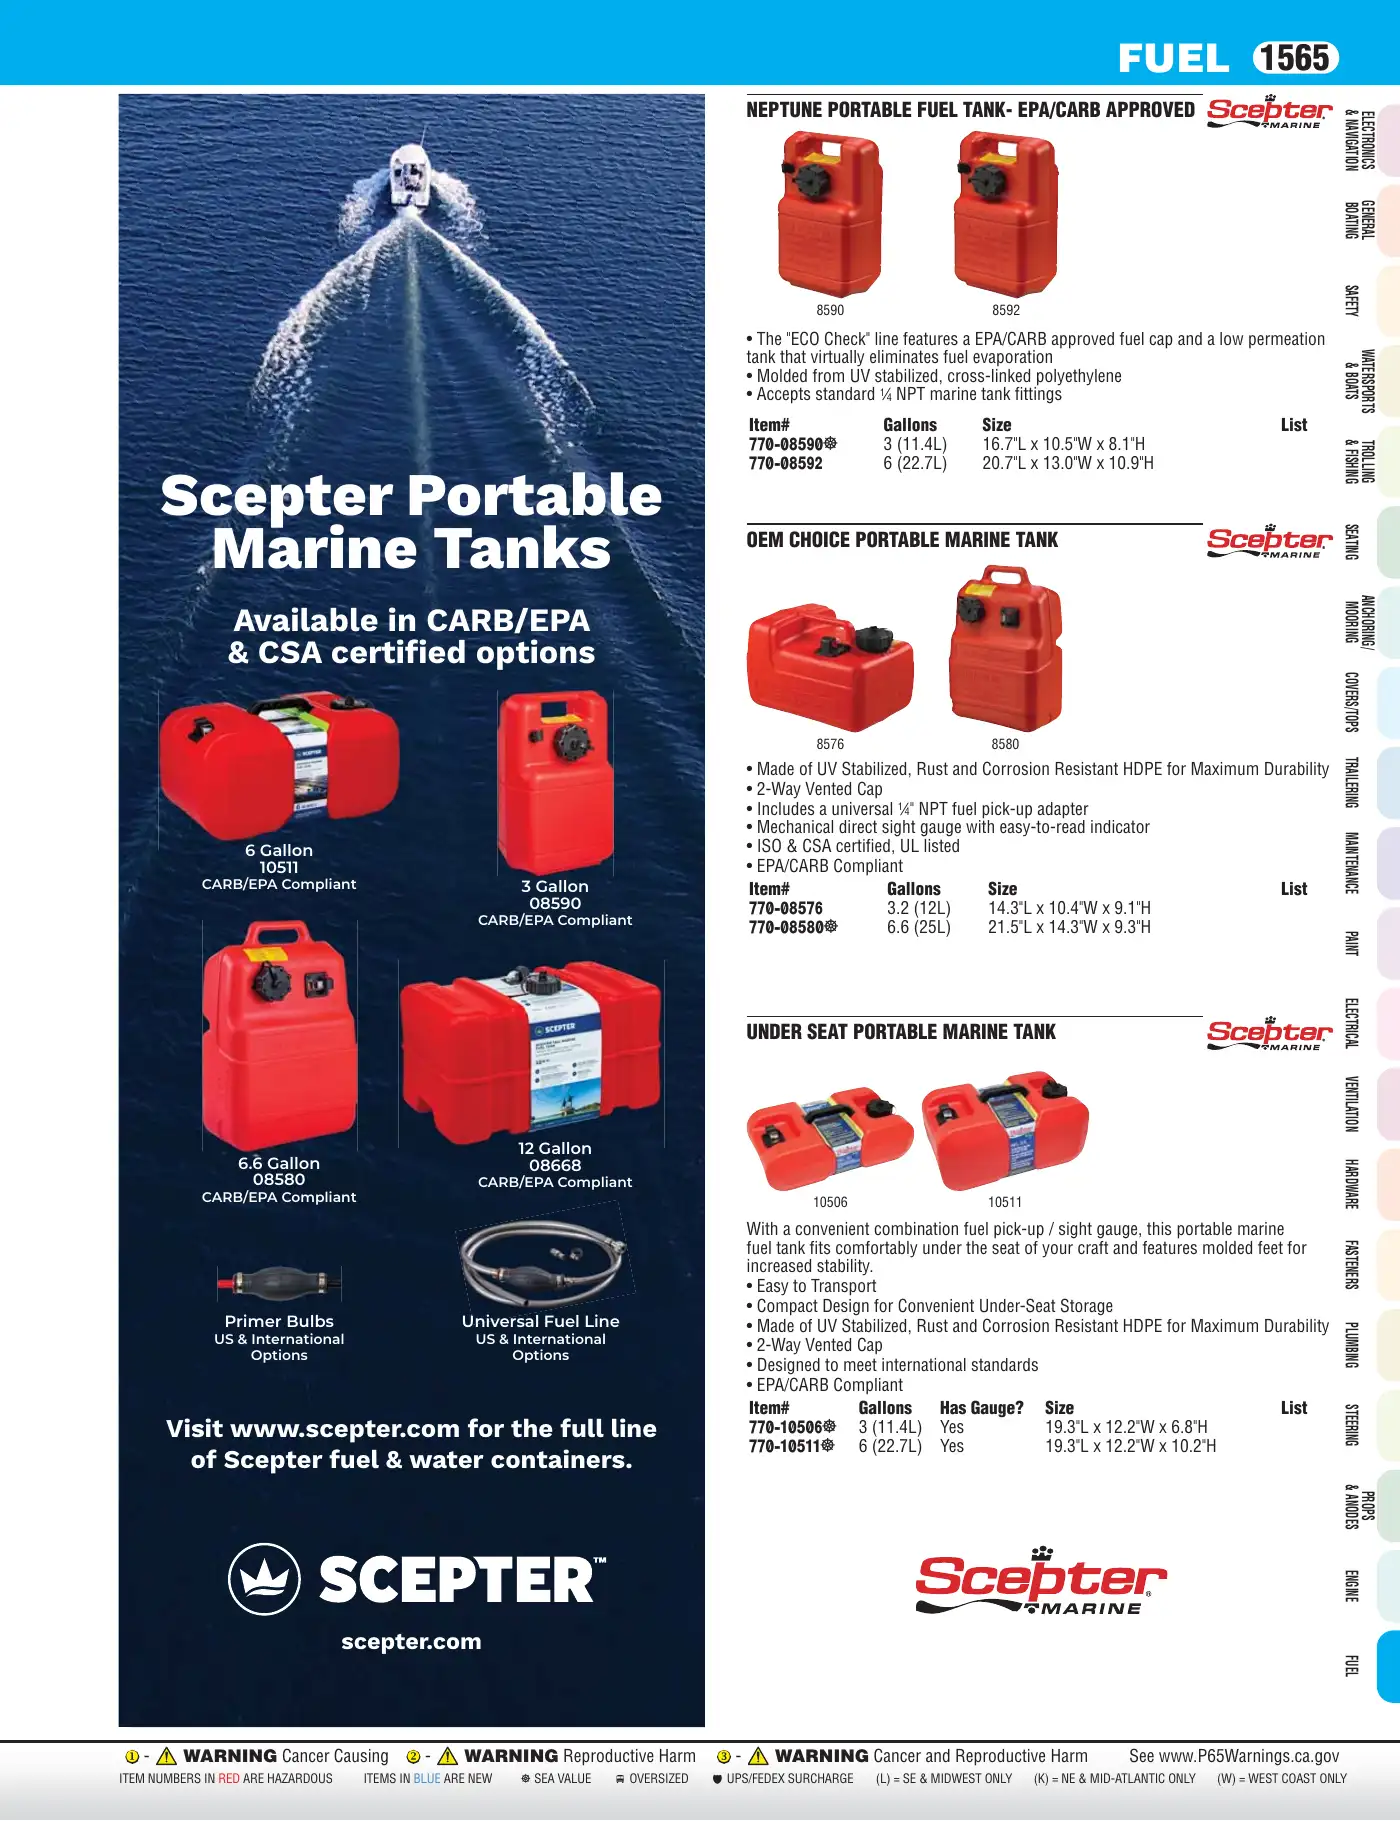 FUEL 1565
Scepter Portable
Marine Tanks
Available in CARB/EPA
& CSA certified options
SCEPTER
6 Gallon
10511
CARB/EPA Compliant
3 Gallon
08590
CARB/EPA Compliant
SCEPTER
6.6 Gallon
08580
CARB/EPA Compliant
12 Gallon
08668
CARB/EPA Compliant
Primer Bulbs
US & International
Options
Universal Fuel Line
US & International
Options
Visit www.scepter.com for the full line
of Scepter fuel & water containers.
SCEPTER™
scepter.com
NEPTUNE PORTABLE FUEL TANK- EPA/CARB APPROVED
Scepter
MARINE
8590 8592
• The "ECO Check" line features a EPA/CARB approved fuel cap and a low permeation
tank that virtually eliminates fuel evaporation
• Molded from UV stabilized, cross-linked polyethylene
• Accepts standard ¼ NPT marine tank fittings
Item# Gallons Size List
770-08590 3 (11.4L) 16.7"L x 10.5"W x 8.1"H
770-08592 6 (22.7L) 20.7"L x 13.0"W x 10.9"H
OEM CHOICE PORTABLE MARINE TANK
Scepter
MARINE
8576 8580
• Made of UV Stabilized, Rust and Corrosion Resistant HDPE for Maximum Durability
• 2-Way Vented Cap
• Includes a universal ¼" NPT fuel pick-up adapter
• Mechanical direct sight gauge with easy-to-read indicator
• ISO & CSA certified, UL listed
• EPA/CARB Compliant
Item# Gallons Size List
770-08576 3.2 (12L) 14.3"L x 10.4"W x 9.1"H
770-08580 6.6 (25L) 21.5"L x 14.3"W x 9.3"H
UNDER SEAT PORTABLE MARINE TANK
Scepter
MARINE
10506 10511
With a convenient combination fuel pick-up / sight gauge, this portable marine
fuel tank fits comfortably under the seat of your craft and features molded feet for
increased stability.
• Easy to Transport
• Compact Design for Convenient Under-Seat Storage
• Made of UV Stabilized, Rust and Corrosion Resistant HDPE for Maximum Durability
• 2-Way Vented Cap
• Designed to meet international standards
• EPA/CARB Compliant
Item# Gallons Has Gauge? Size List
770-10506 3 (11.4L) Yes 19.3"L x 12.2"W x 6.8"H
770-10511 6 (22.7L) Yes 19.3"L x 12.2"W x 10.2"H
Scepter®
MARINE
ELECTRONICS
& NAVIGATION
GENERAL
BOATING
SAFETY
WATERSPORTS
& BOATS
TROLLING
& FISHING
SEATING
ANCHORING/
MOORING
COVERS/TOPS
TRAILERING
MAINTENANCE
PAINT
ELECTRICAL
VENTILATION
HARDWARE
FASTENERS
PLUMBING
STEERING
PROPS
& ANODES
ENGINE
FUEL
1 - WARNING Cancer Causing 2 - WARNING Reproductive Harm 3 - WARNING Cancer and Reproductive Harm See www.P65Warnings.ca.gov
ITEM NUMBERS IN RED ARE HAZARDOUS ITEMS IN BLUE ARE NEW SEA VALUE OVERSIZED UPS/FEDEX SURCHARGE (L) = SE & MIDWEST ONLY (K) = NE & MID-ATLANTIC ONLY (W) = WEST COAST ONLY